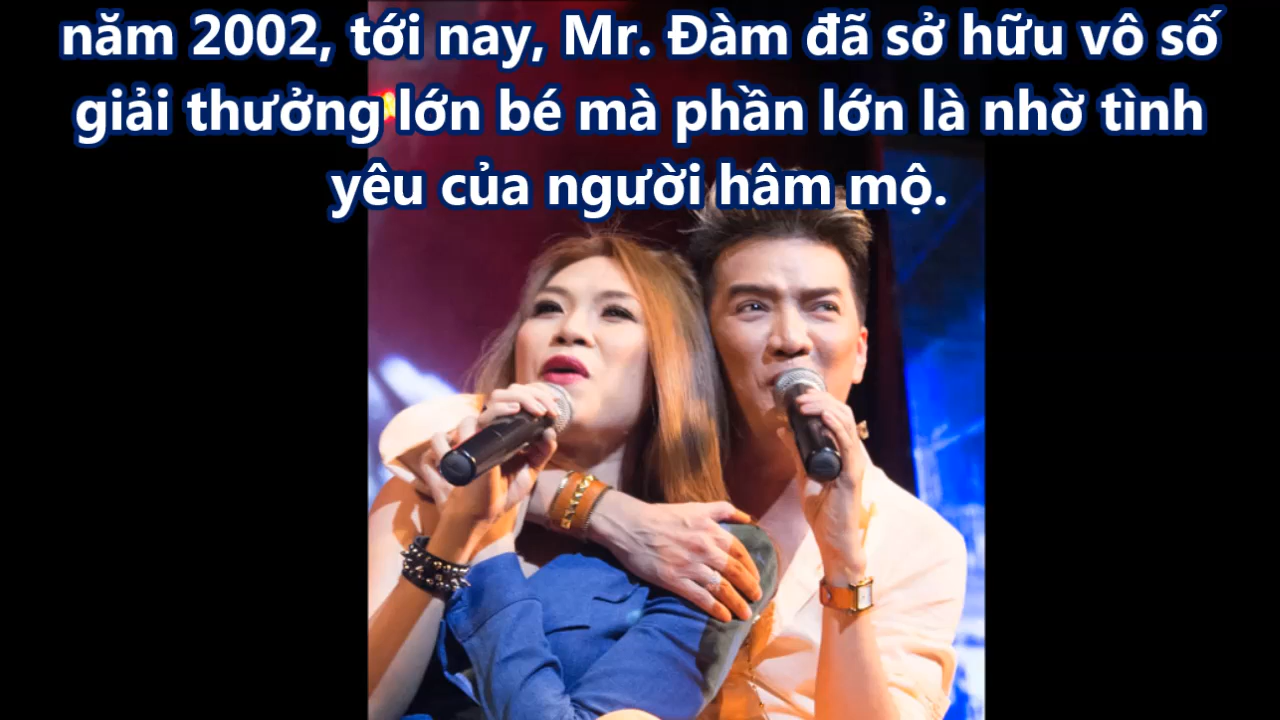 năm 2002, tới nay, Mr. Đàm đã sở hữu vô số
giải thưởng lớn bé mà phần lớn là nhờ tình
yêu của người hâm mộ.